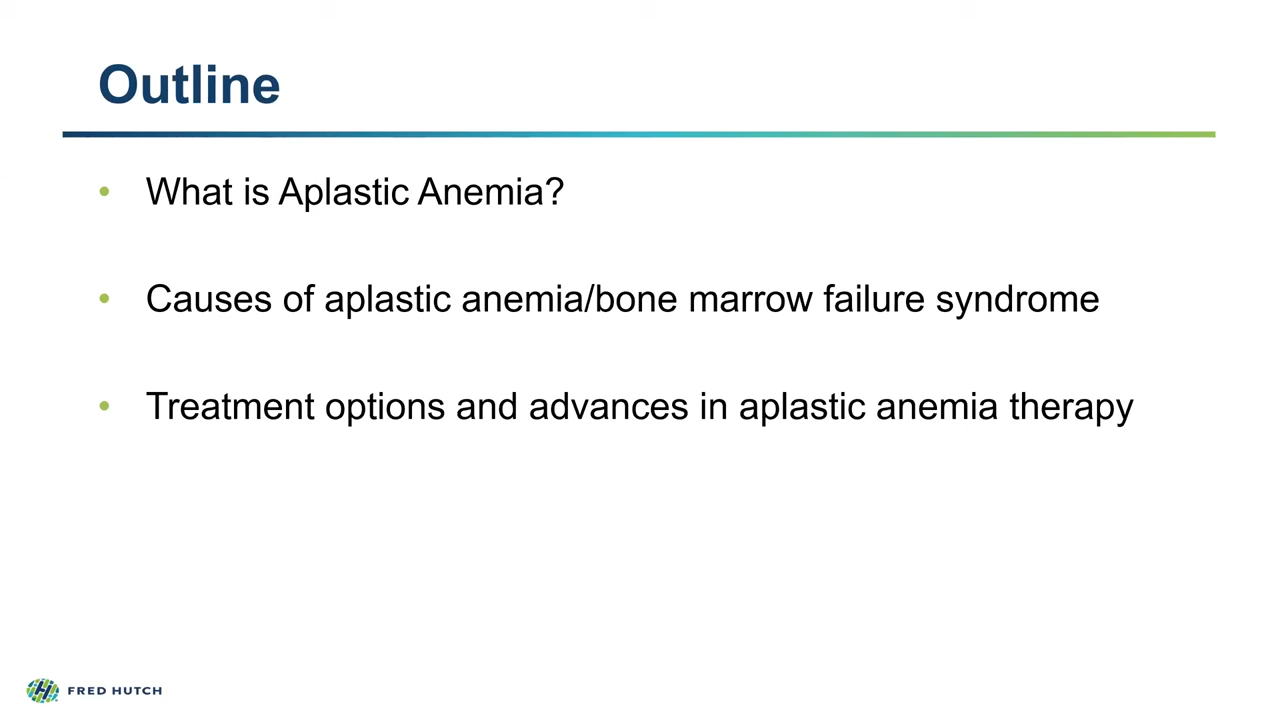 Outline
• What is Aplastic Anemia?
• Causes of aplastic anemia/bone marrow failure syndrome
• Treatment options and advances in aplastic anemia therapy
FRED HUTCH